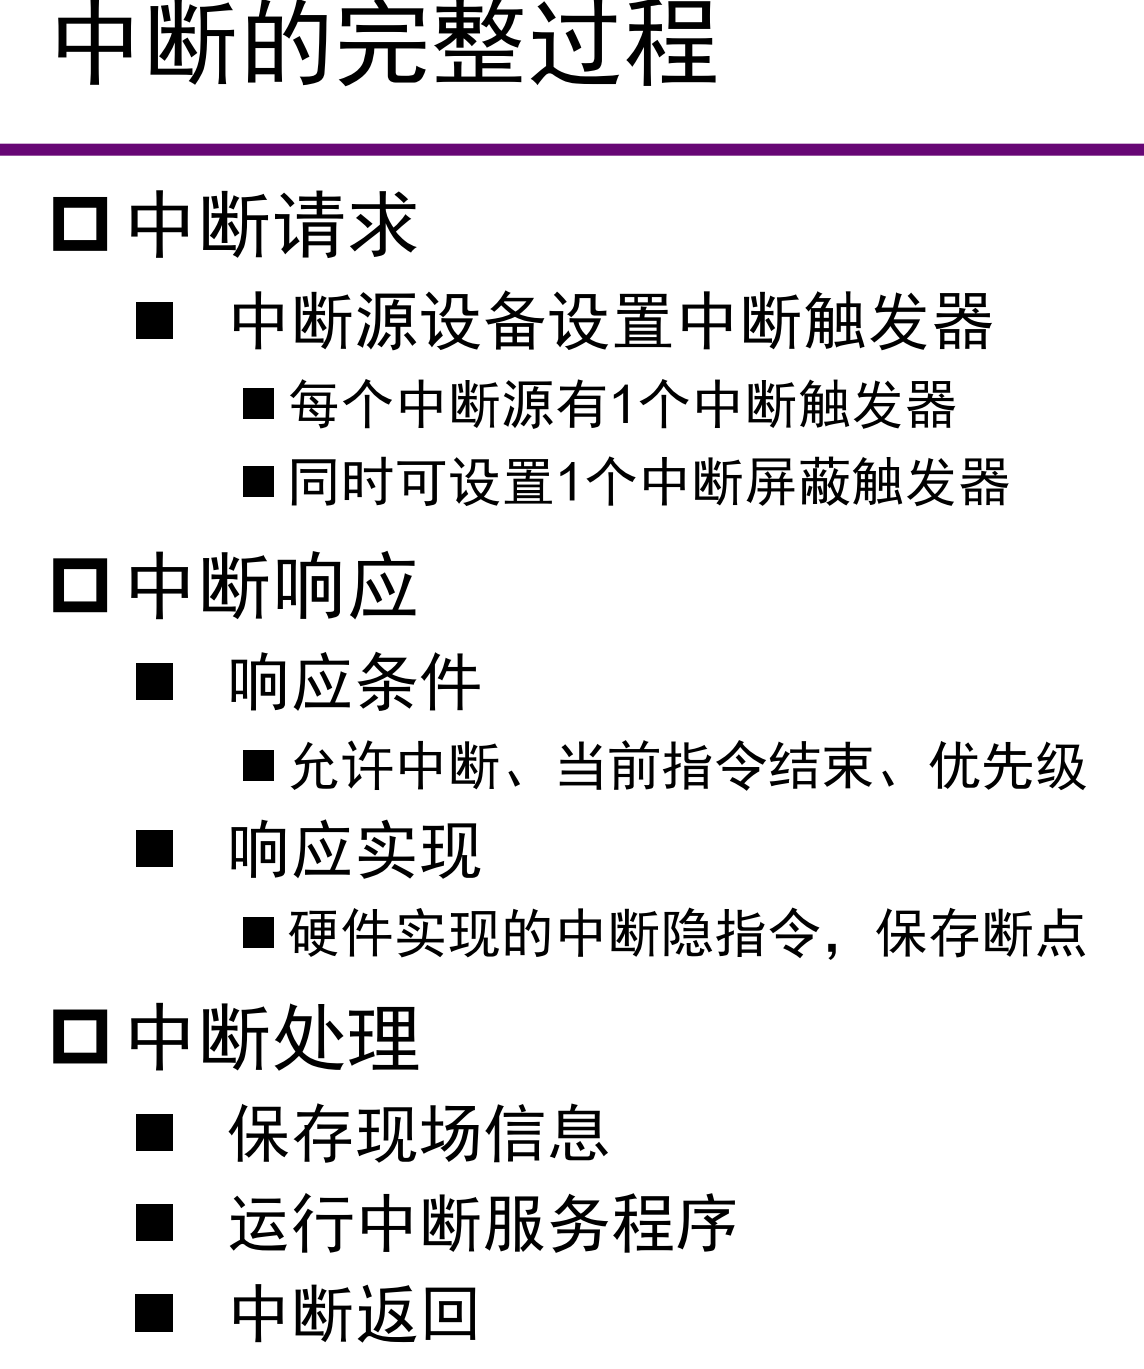 中断的完整过程
中断请求
中断源设备设置中断触发器
每个中断源有1个中断触发器
同时可设置1个中断屏蔽触发器
中断响应
响应条件
允许中断、当前指令结束、优先级
响应实现
硬件实现的中断隐指令，保存断点
中断处理
保存现场信息
运行中断服务程序
中断返回